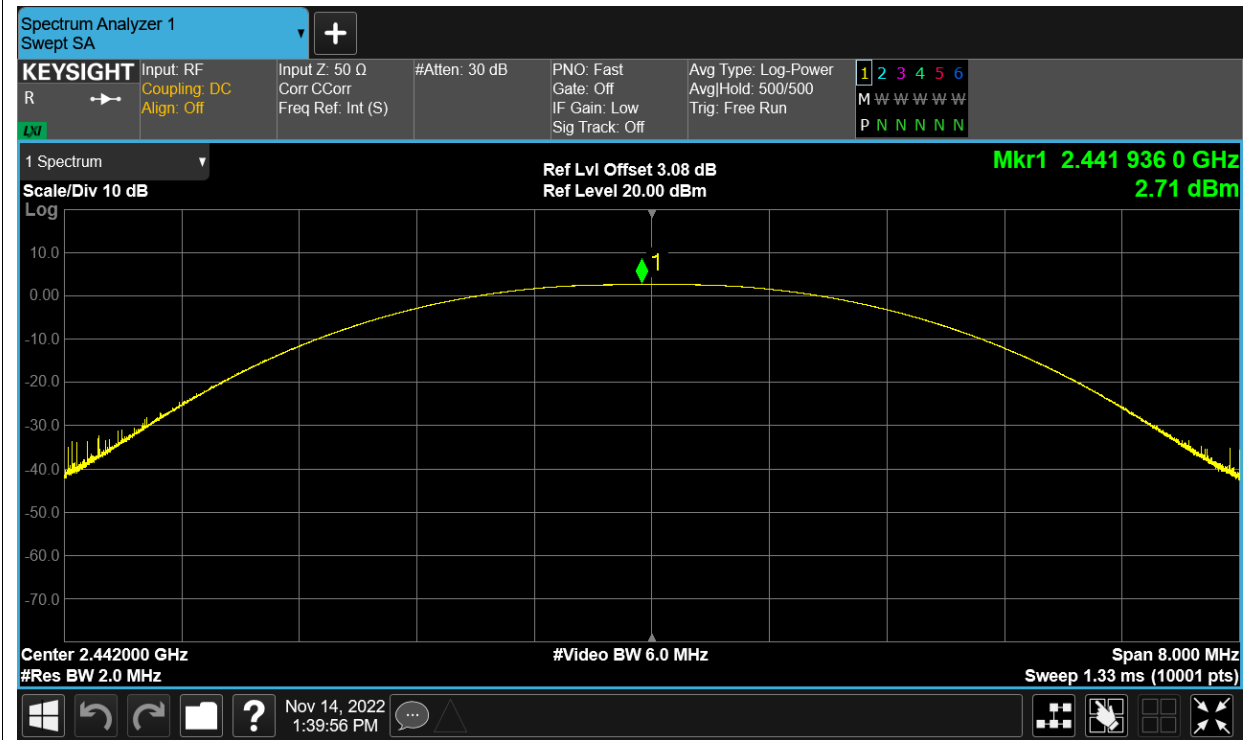 Spectrum Analyzer 1
Swept SA
KEYSIGHT
R
LXI
Input: RF
Coupling: DC
Align: Off
Input Z: 50 Ω
Corr CCorr
Freq Ref: Int (S)
#Atten: 30 dB
PNO: Fast
Gate: Off
IF Gain: Low
Sig Track: Off
Avg Type: Log-Power
Avg|Hold: 500/500
Trig: Free Run
1 2 3 4 5 6
M W W W W W
P N N N N N
1 Spectrum
Scale/Div 10 dB
Log
Ref Lvl Offset 3.08 dB
Ref Level 20.00 dBm
Mkr1 2.441 936 0 GHz
2.71 dBm
10.0
1
0.00
-10.0
-20.0
-30.0
-40.0
-50.0
-60.0
-70.0
Center 2.442000 GHz
#Res BW 2.0 MHz
#Video BW 6.0 MHz
Span 8.000 MHz
Sweep 1.33 ms (10001 pts)
?
Nov 14, 2022
1:39:56 PM